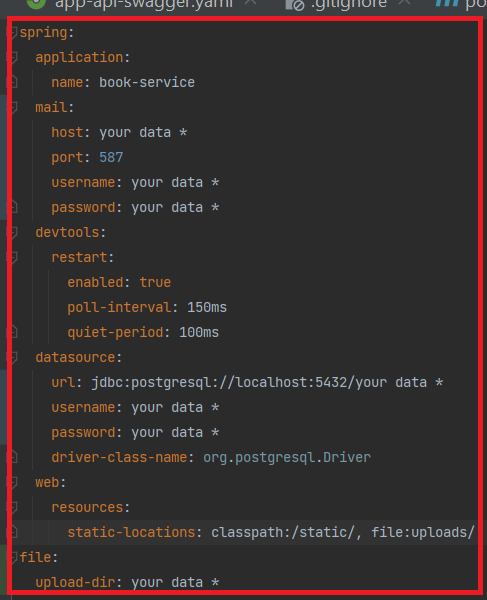 app-api-swagger.yaml .gitignore po
spring:
  application:
    name: book-service
  mail:
    host: your data *
    port: 587
    username: your data *
    password: your data *
  devtools:
    restart:
      enabled: true
      poll-interval: 150ms
      quiet-period: 100ms
  datasource:
    url: jdbc:postgresql://localhost:5432/your data *
    username: your data *
    password: your data *
    driver-class-name: org.postgresql.Driver
  web:
    resources:
      static-locations: classpath:/static/, file:uploads/
file:
  upload-dir: your data *